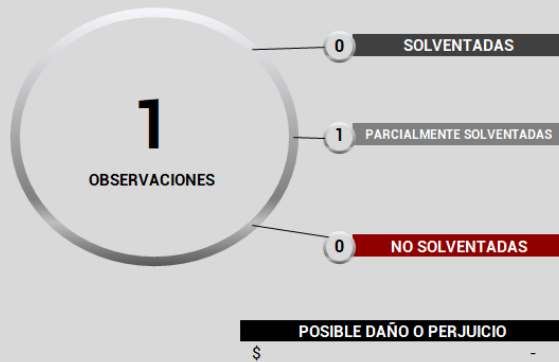 1
OBSERVACIONES
0 SOLVENTADAS
1 PARCIALMENTE SOLVENTADAS
0 NO SOLVENTADAS
POSIBLE DAÑO O PERJUICIO
$ -